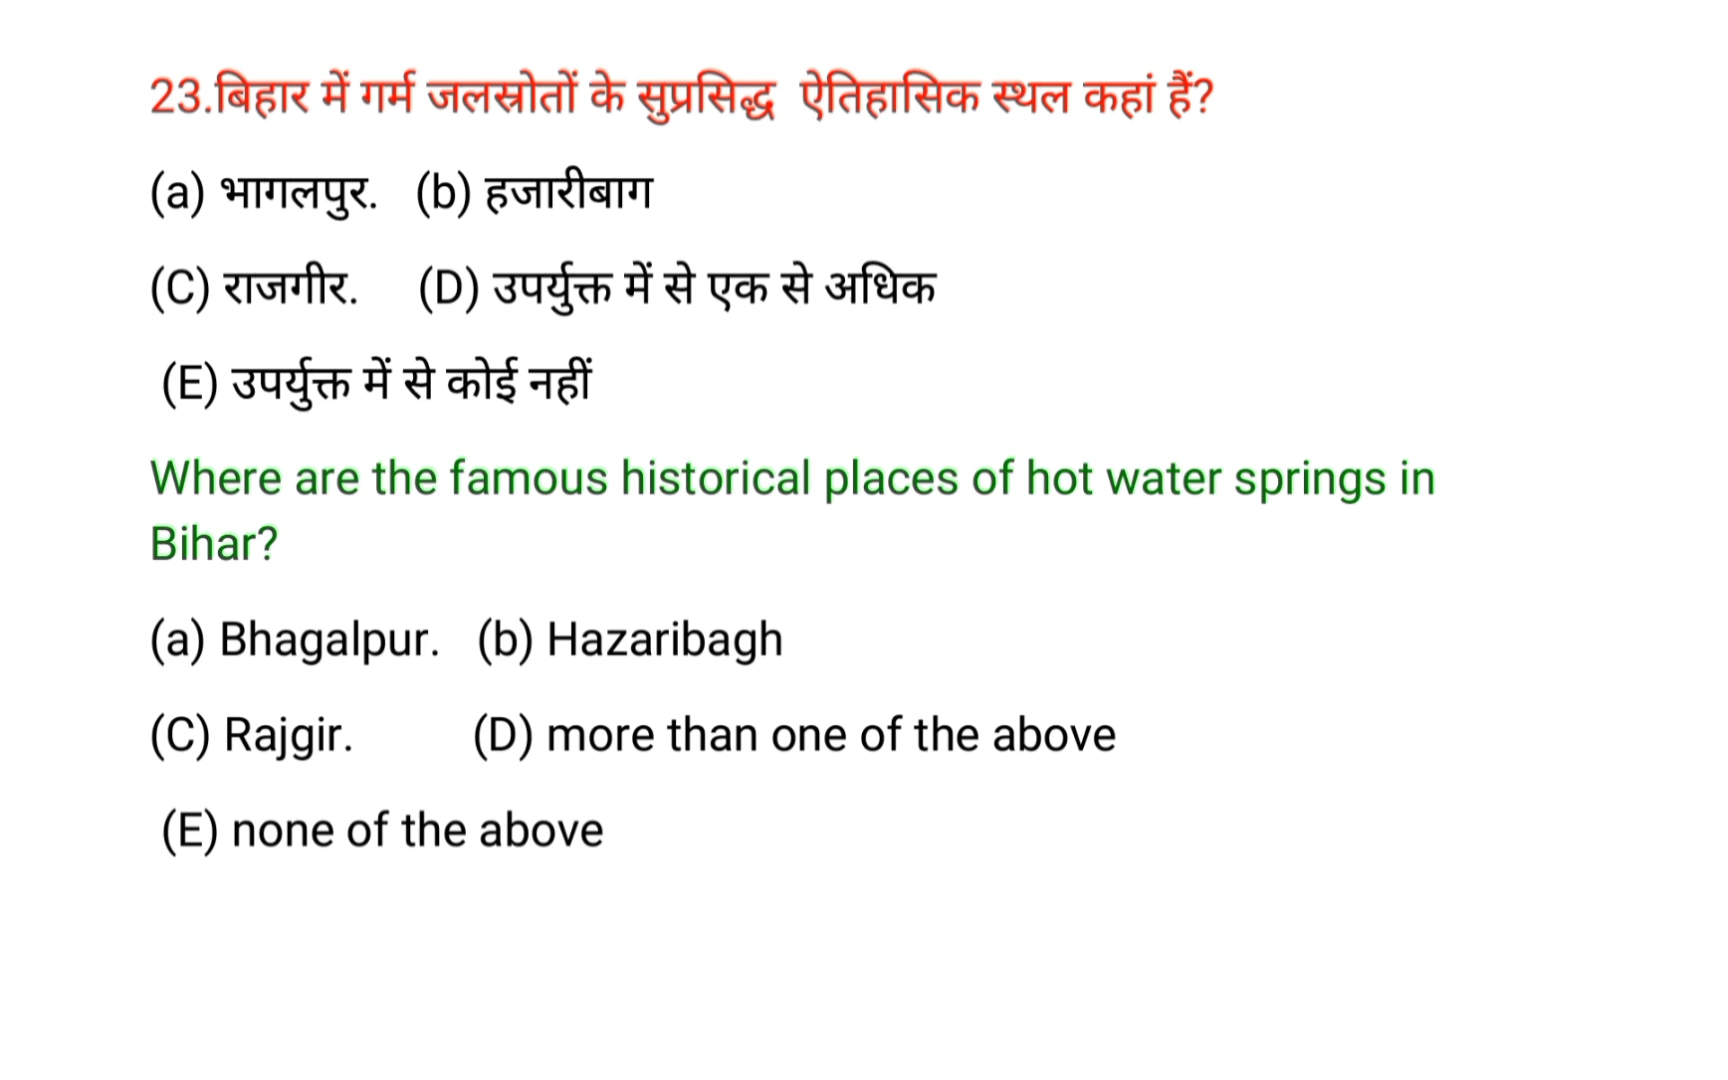 23.बिहार में गर्म जलस्रोतों के सुप्रसिद्ध ऐतिहासिक स्थल कहां हैं?
(a) भागलपुर. (b) हजारीबाग
(C) राजगीर. (D) उपर्युक्त में से एक से अधिक
(E) उपर्युक्त में से कोई नहीं
Where are the famous historical places of hot water springs in
Bihar?
(a) Bhagalpur. (b) Hazaribagh
(C) Rajgir. (D) more than one of the above
(E) none of the above